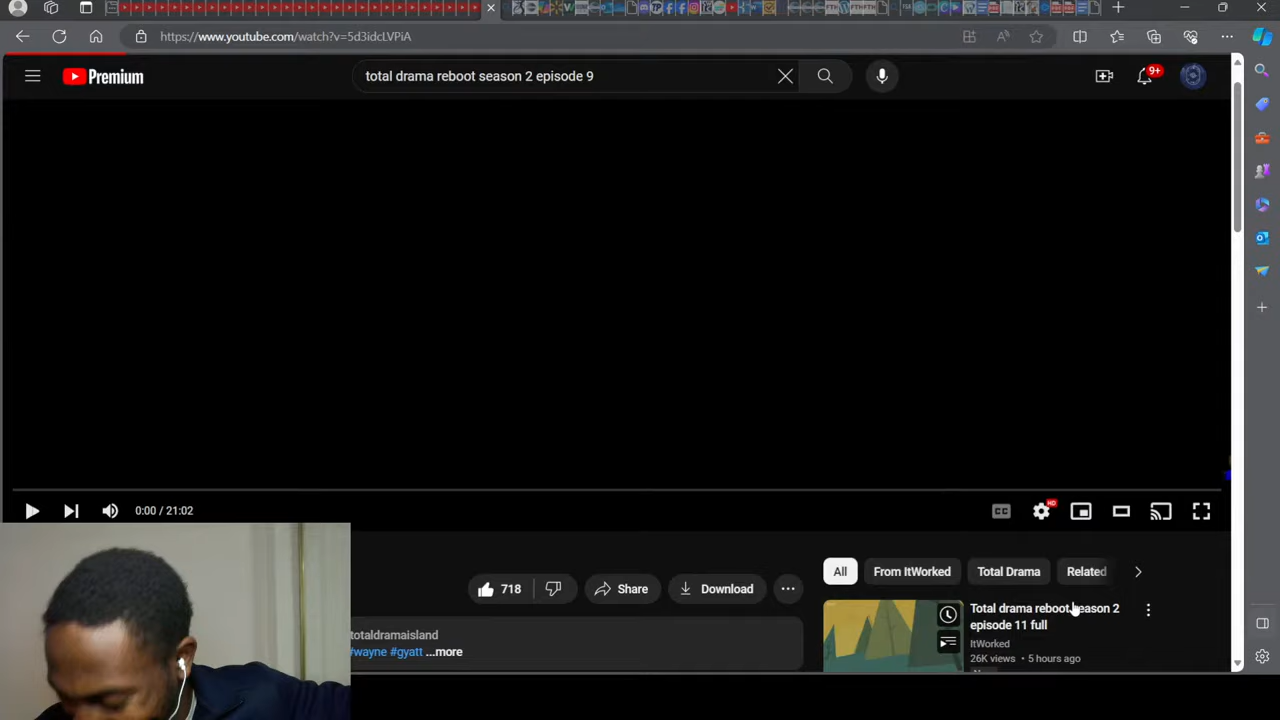 https://www.youtube.com/watch?v=5d3idcLVPiA
Premium
total drama reboot season 2 episode 9
9+
0:00 / 21:02
CC
HD
718
Share
Download
All
From ItWorked
Total Drama
Related
totaldramaisland
#wayne #gyatt ...more
Total drama reboot season 2
episode 11 full
ItWorked
26K views • 5 hours ago